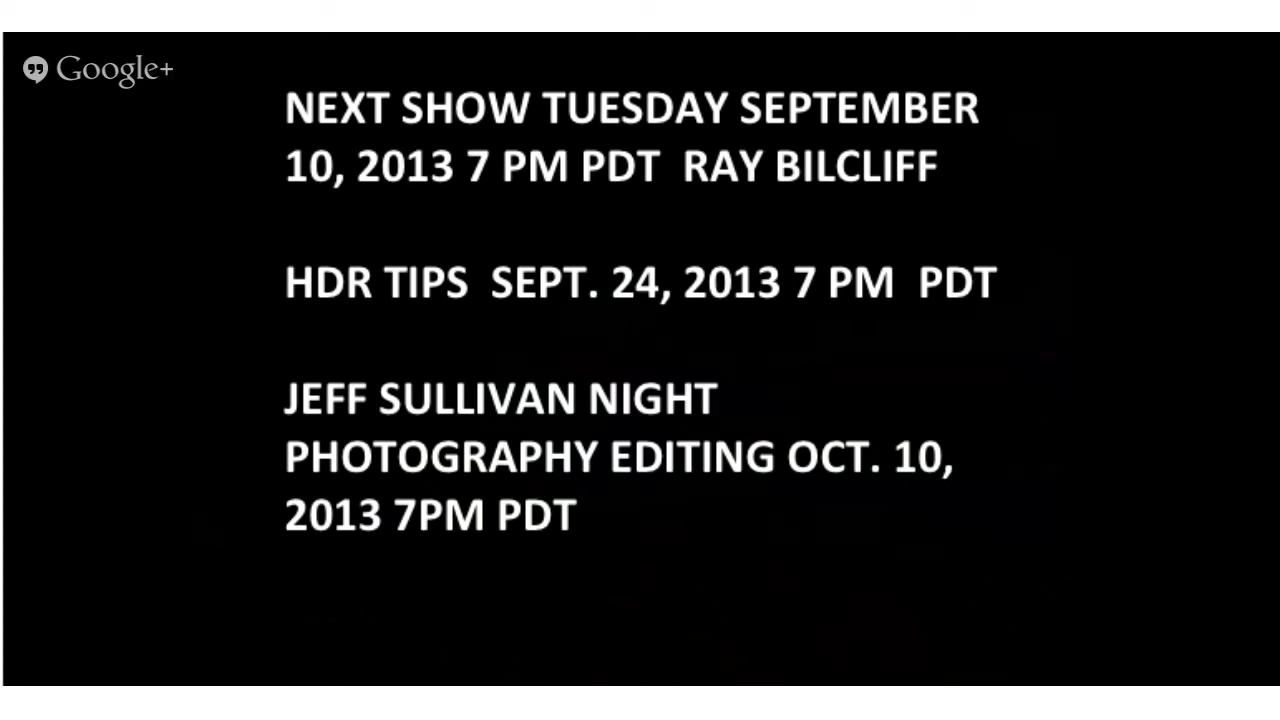 Google+
NEXT SHOW TUESDAY SEPTEMBER
10, 2013 7 PM PDT RAY BILCLIFF
HDR TIPS SEPT. 24, 2013 7 PM PDT
JEFF SULLIVAN NIGHT
PHOTOGRAPHY EDITING OCT. 10,
2013 7PM PDT